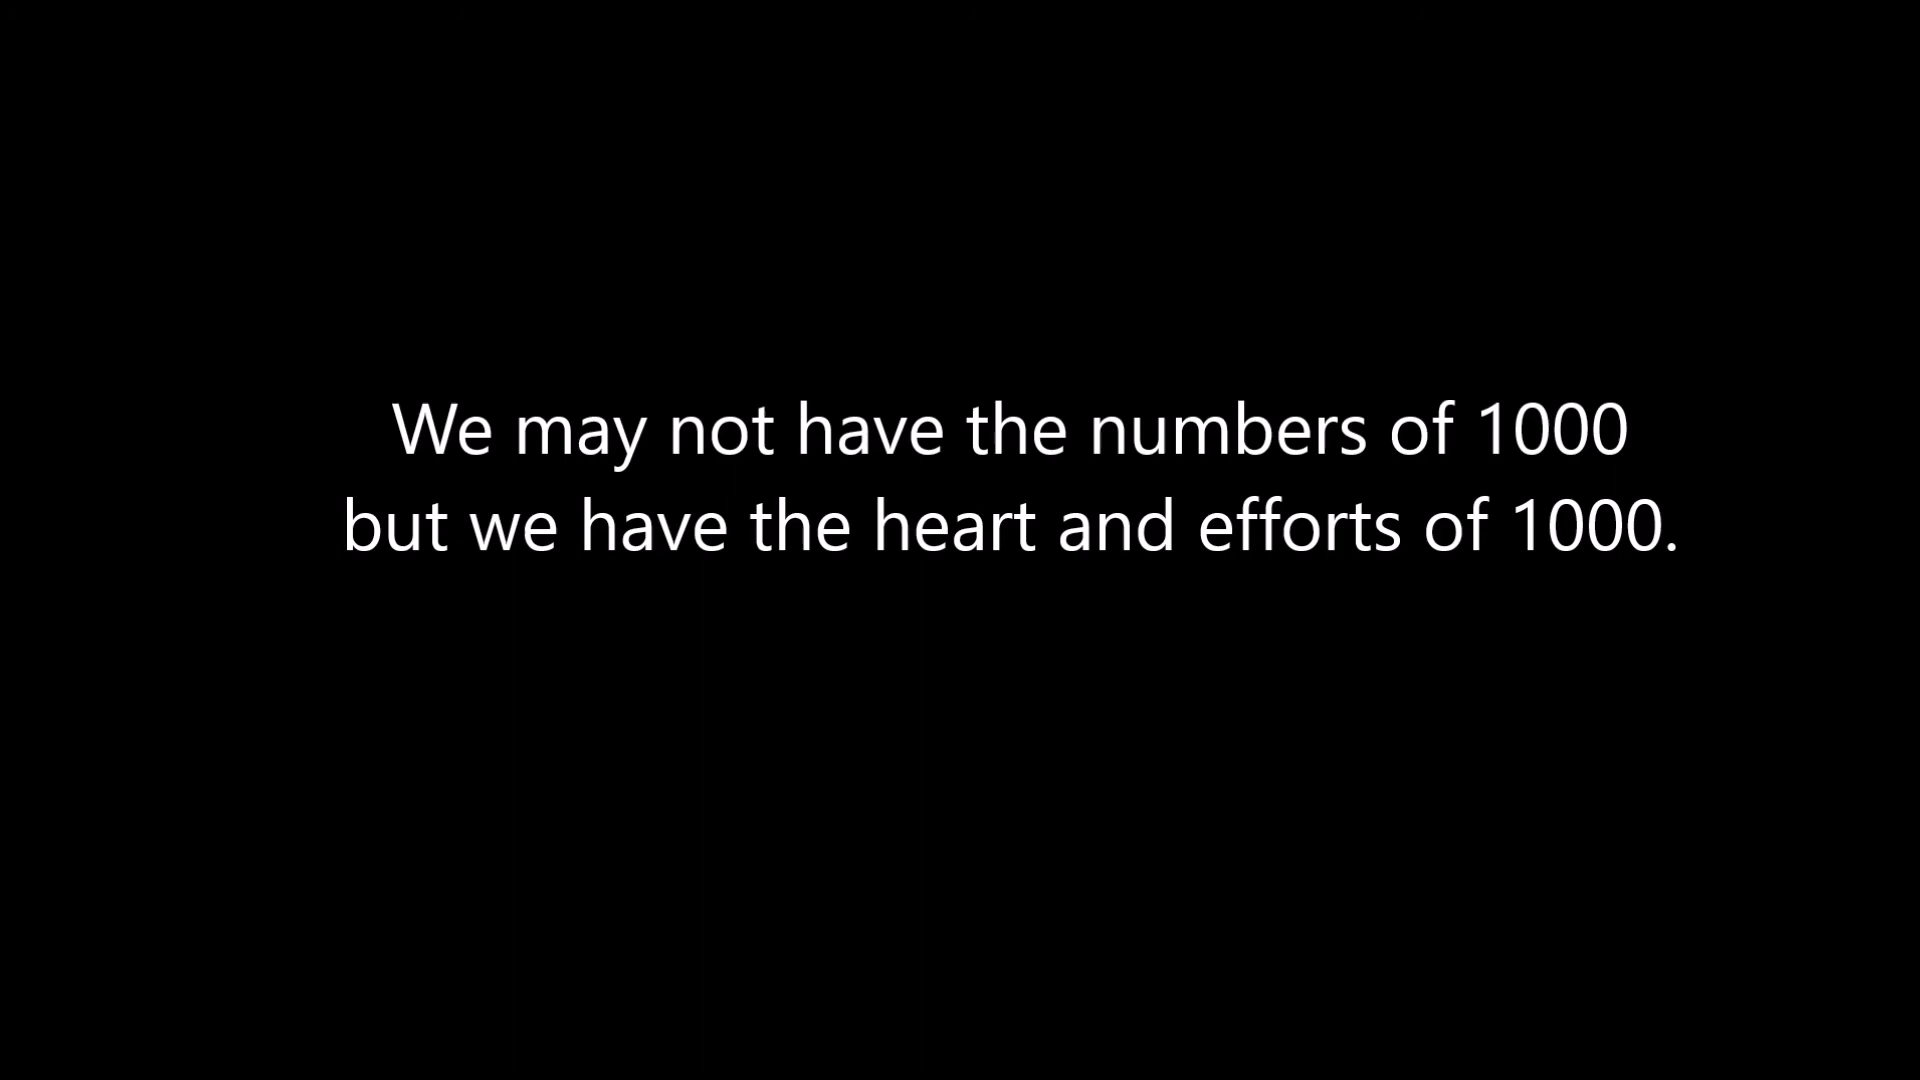 We may not have the numbers of 1000
but we have the heart and efforts of 1000.